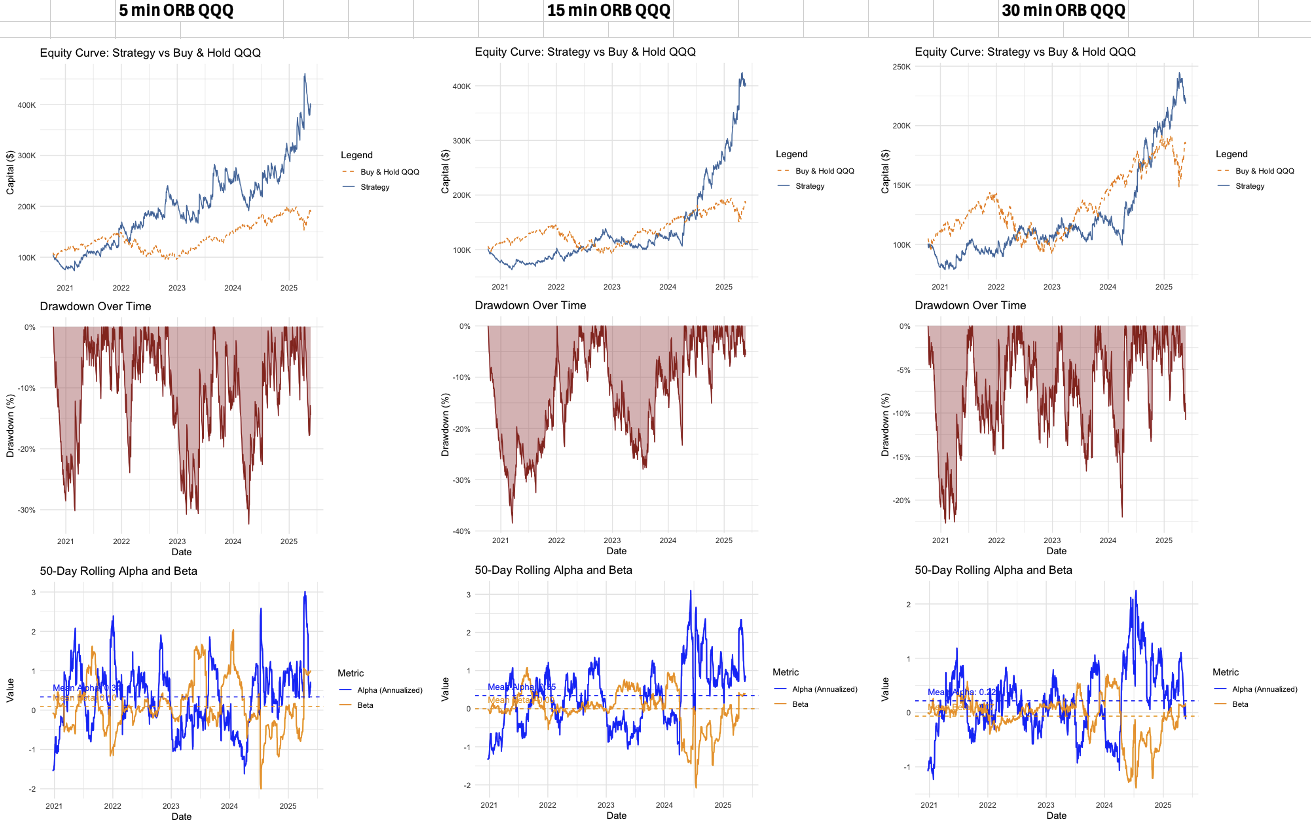 5 min ORB QQQ
15 min ORB QQQ
30 min ORB QQQ
Equity Curve: Strategy vs Buy & Hold QQQ
400K
300K
200K
100K
Capital ($)
2021 2022 2023 2024 2025
Legend
Buy & Hold QQQ
Strategy
Equity Curve: Strategy vs Buy & Hold QQQ
400K
300K
200K
100K
Capital ($)
2021 2022 2023 2024 2025
Legend
Buy & Hold QQQ
Strategy
Equity Curve: Strategy vs Buy & Hold QQQ
250K
200K
150K
100K
Capital ($)
2021 2022 2023 2024 2025
Legend
Buy & Hold QQQ
Strategy
Drawdown Over Time
0%
-10%
-20%
-30%
Drawdown (%)
2021 2022 2023 2024 2025
Date
Drawdown Over Time
0%
-10%
-20%
-30%
-40%
Drawdown (%)
2021 2022 2023 2024 2025
Date
Drawdown Over Time
0%
-5%
-10%
-15%
-20%
Drawdown (%)
2021 2022 2023 2024 2025
Date
50-Day Rolling Alpha and Beta
3
2
1
0
-1
-2
Value
Mean Alpha:
2021 2022 2023 2024 2025
Date
Metric
Alpha (Annualized)
Beta
50-Day Rolling Alpha and Beta
3
2
1
0
-1
-2
Value
Mean Alpha:
Mean Beta:
2021 2022 2023 2024 2025
Date
Metric
Alpha (Annualized)
Beta
50-Day Rolling Alpha and Beta
2
1
0
-1
Value
Mean Alpha: 0.22
2021 2022 2023 2024 2025
Date
Metric
Alpha (Annualized)
Beta